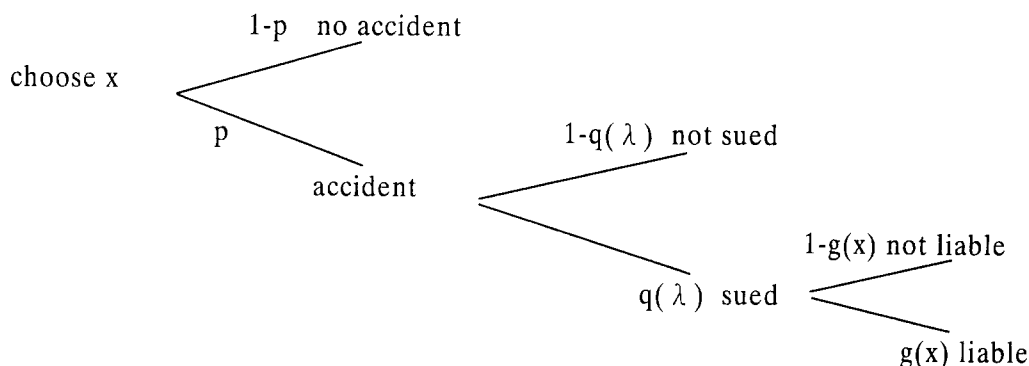 1-p no accident
choose x
p
accident
1-q(λ) not sued
q(λ) sued
1-g(x) not liable
g(x) liable